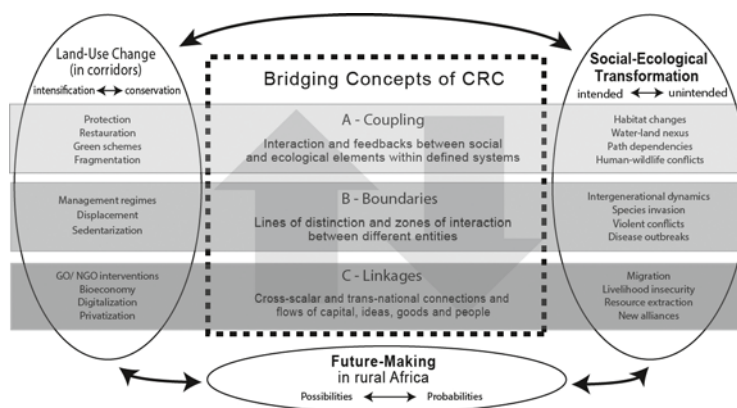 Land-Use Change
(in corridors)
intensification conservation
Protection
Restauration
Green schemes
Fragmentation
Management regimes
Displacement
Sedentarization
GO/ NGO interventions
Bioeconomy
Digitalization
Privatization
Bridging Concepts of CRC
A - Coupling
Interaction and feedbacks between social
and ecological elements within defined systems
B - Boundaries
Lines of distinction and zones of interaction
between different entities
C - Linkages
Cross-scalar and trans-national connections and
flows of capital, ideas, goods and people
Social-Ecological
Transformation
intended unintended
Habitat changes
Water-land nexus
Path dependencies
Human-wildlife conflicts
Intergenerational dynamics
Species invasion
Violent conflicts
Disease outbreaks
Migration
Livelihood insecurity
Resource extraction
New alliances
Future-Making
in rural Africa
Possibilities Probabilities